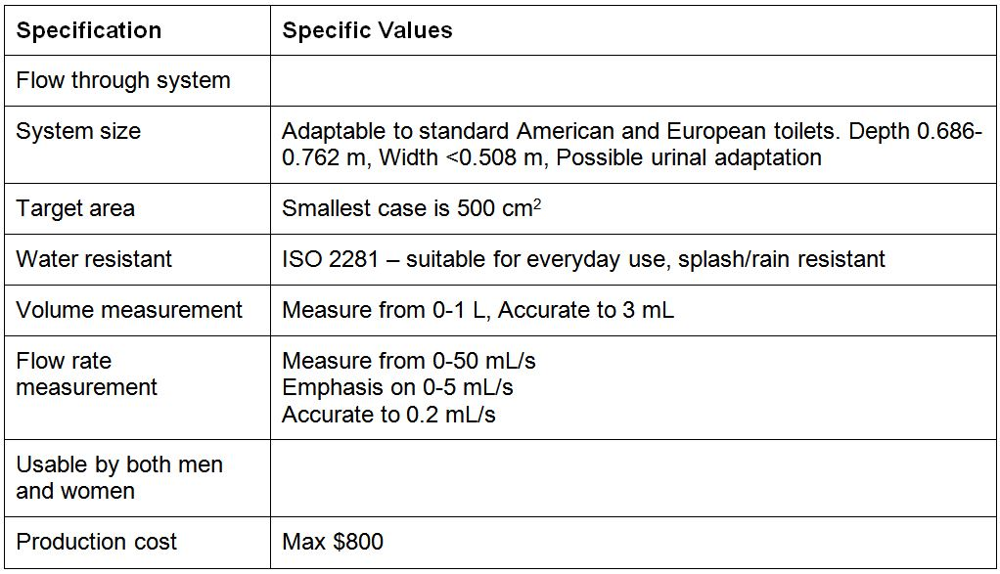 Specification Specific Values
Flow through system
System size Adaptable to standard American and European toilets. Depth 0.686-
0.762 m, Width <0.508 m, Possible urinal adaptation
Target area Smallest case is 500 cm²
Water resistant ISO 2281 – suitable for everyday use, splash/rain resistant
Volume measurement Measure from 0-1 L, Accurate to 3 mL
Flow rate Measure from 0-50 mL/s
measurement Emphasis on 0-5 mL/s
Accurate to 0.2 mL/s
Usable by both men
and women
Production cost Max $800